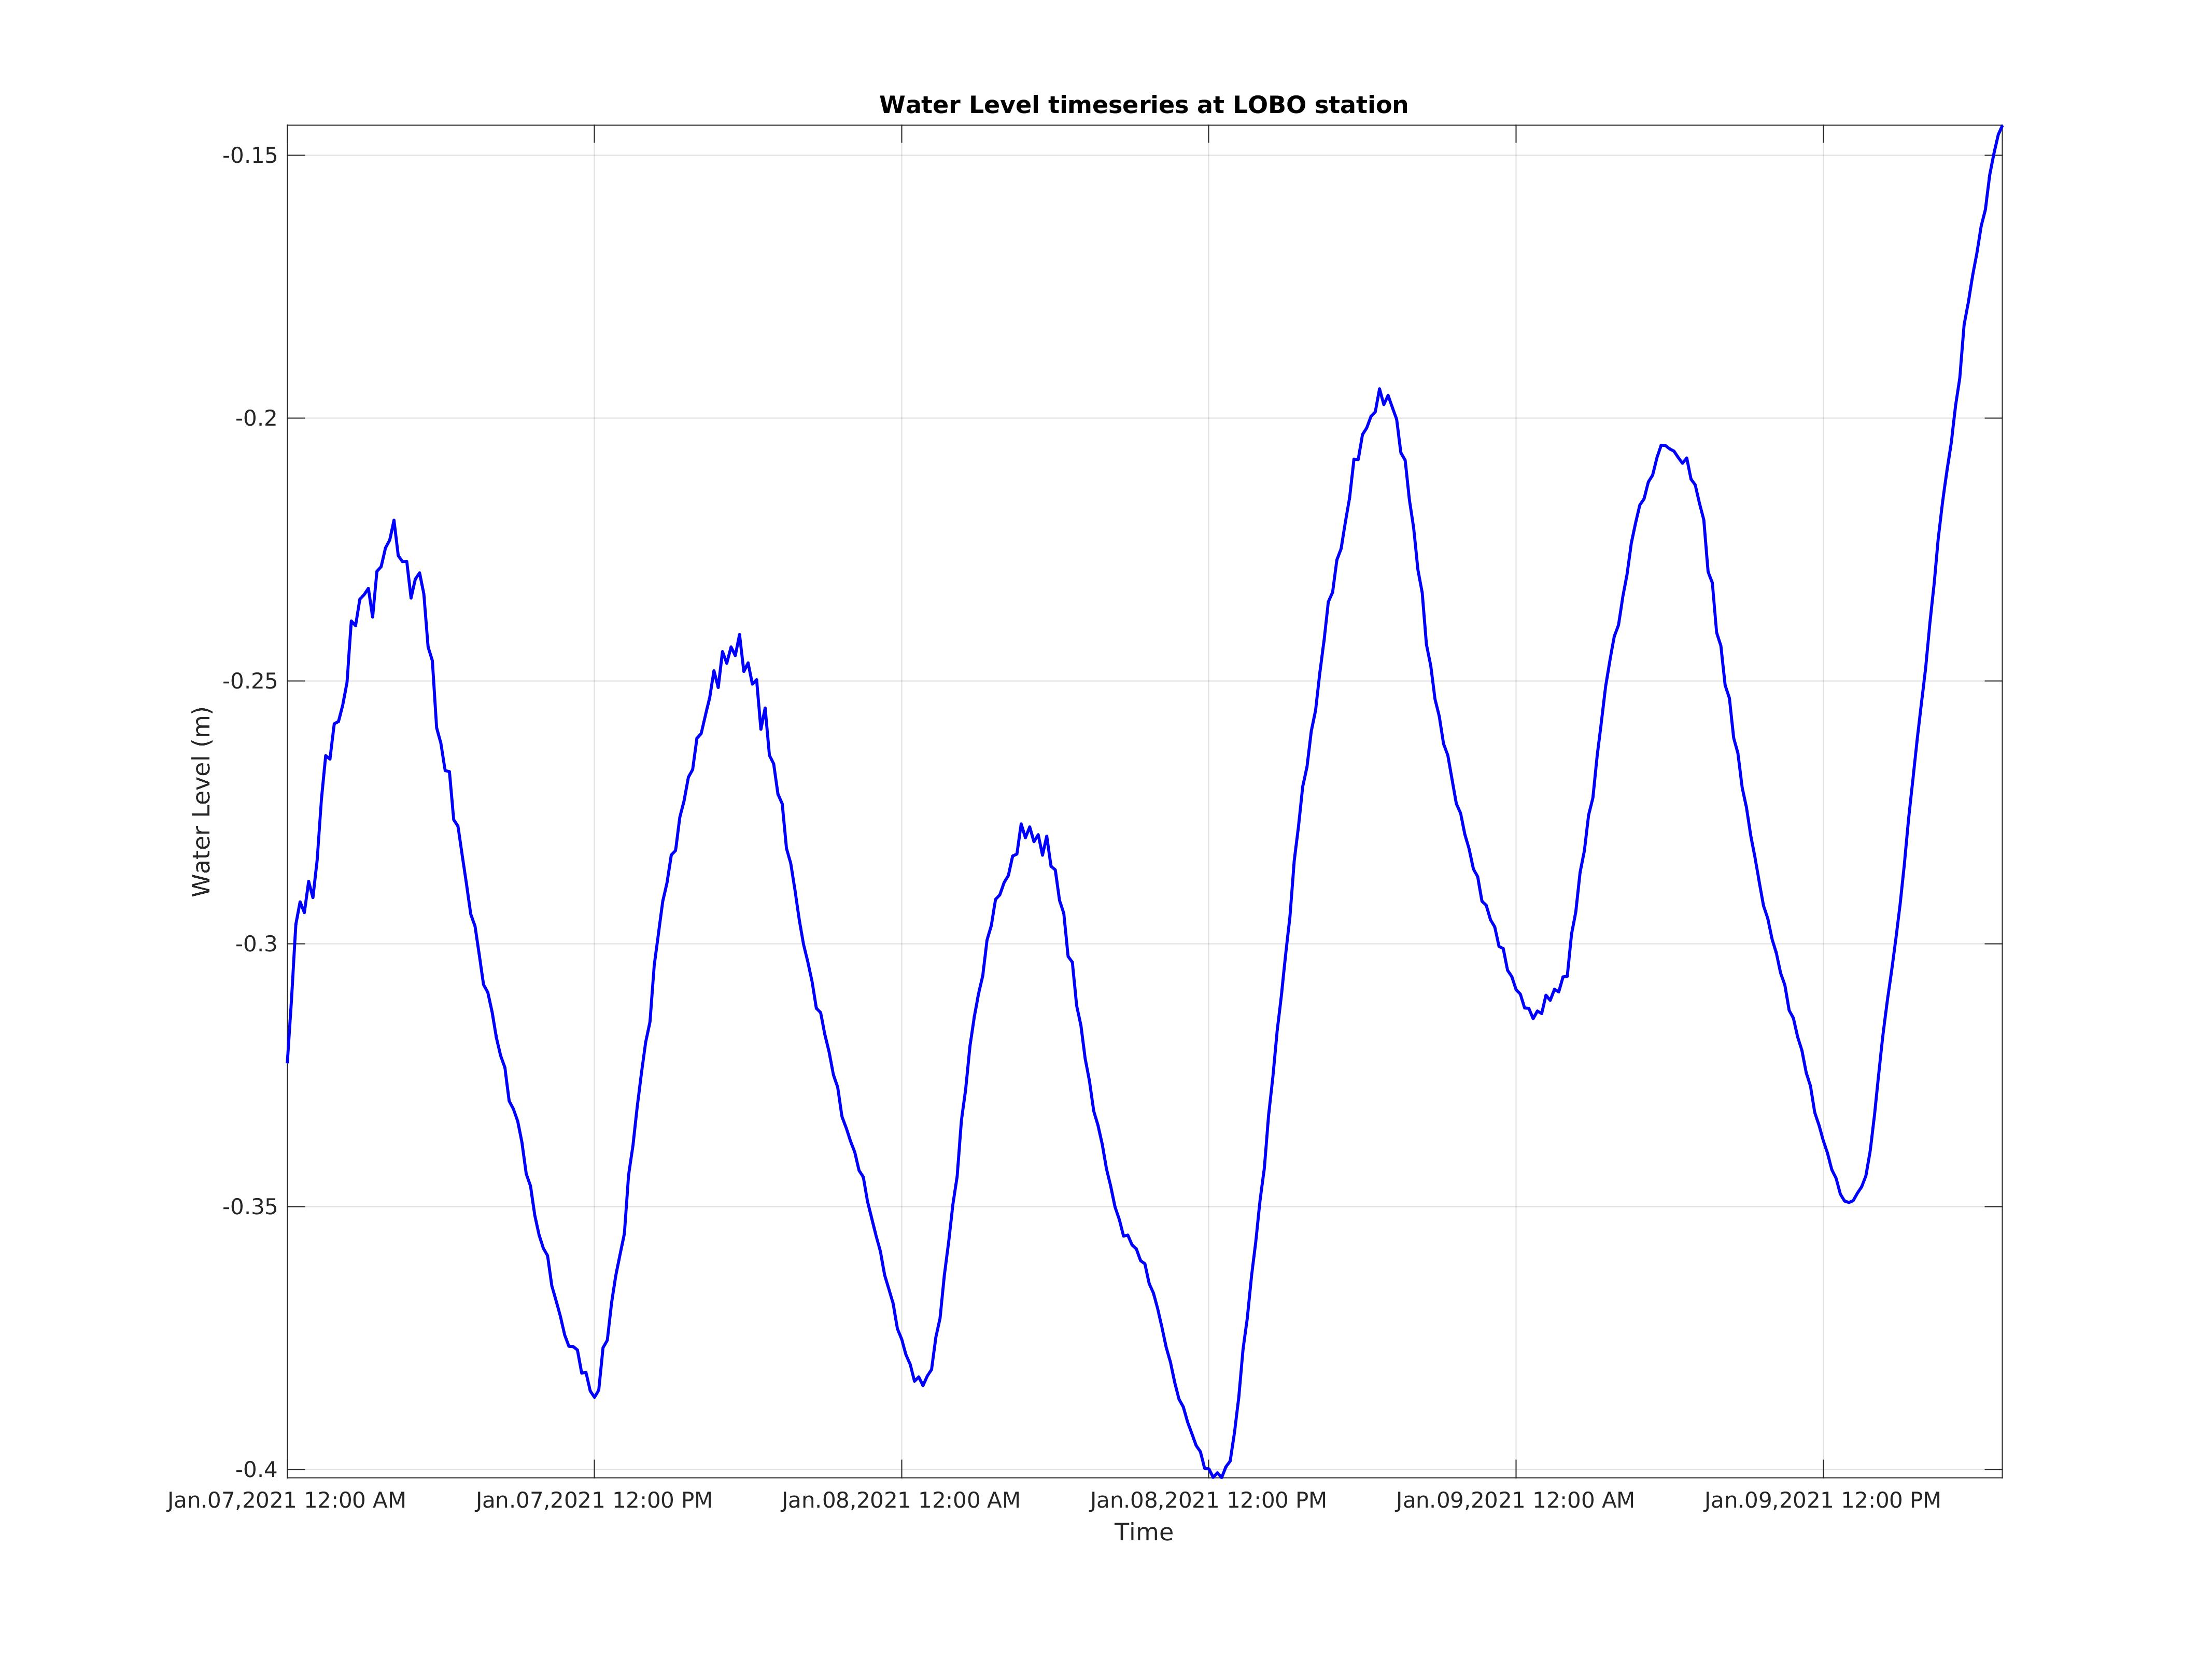 Water Level timeseries at LOBO station
-0.15
-0.2
-0.25
-0.3
-0.35
-0.4
Water Level (m)
Jan.07,2021 12:00 AM
Jan.07,2021 12:00 PM
Jan.08,2021 12:00 AM
Jan.08,2021 12:00 PM
Jan.09,2021 12:00 AM
Jan.09,2021 12:00 PM
Time